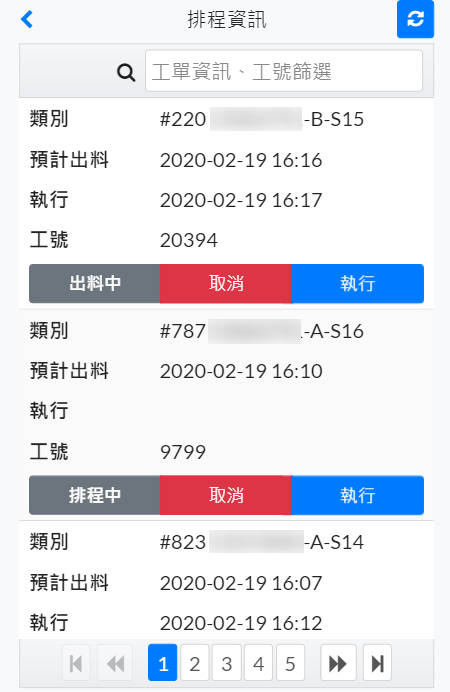 排程資訊
工單資訊、工號篩選
類別 #220 -B-S15
預計出料 2020-02-19 16:16
執行 2020-02-19 16:17
工號 20394
出料中 取消 執行
類別 #787 -A-S16
預計出料 2020-02-19 16:10
執行
工號 9799
排程中 取消 執行
類別 #823 -A-S14
預計出料 2020-02-19 16:07
執行 2020-02-19 16:12
1 2 3 4 5